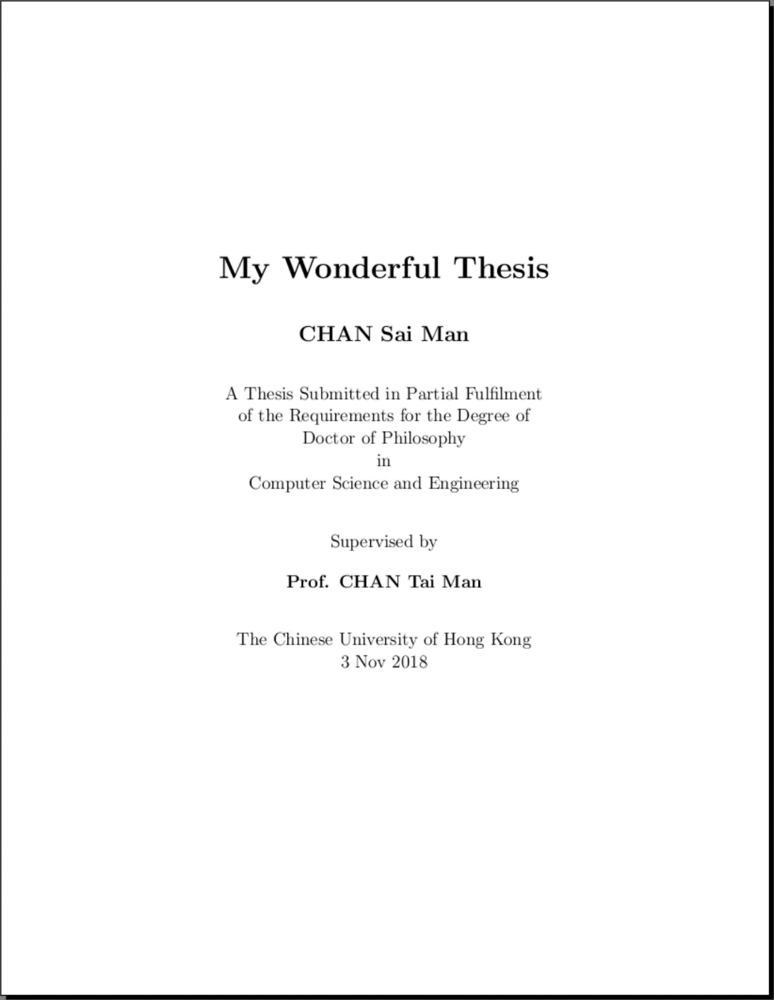 My Wonderful Thesis
CHAN Sai Man
A Thesis Submitted in Partial Fulfilment
of the Requirements for the Degree of
Doctor of Philosophy
in
Computer Science and Engineering
Supervised by
Prof. CHAN Tai Man
The Chinese University of Hong Kong
3 Nov 2018